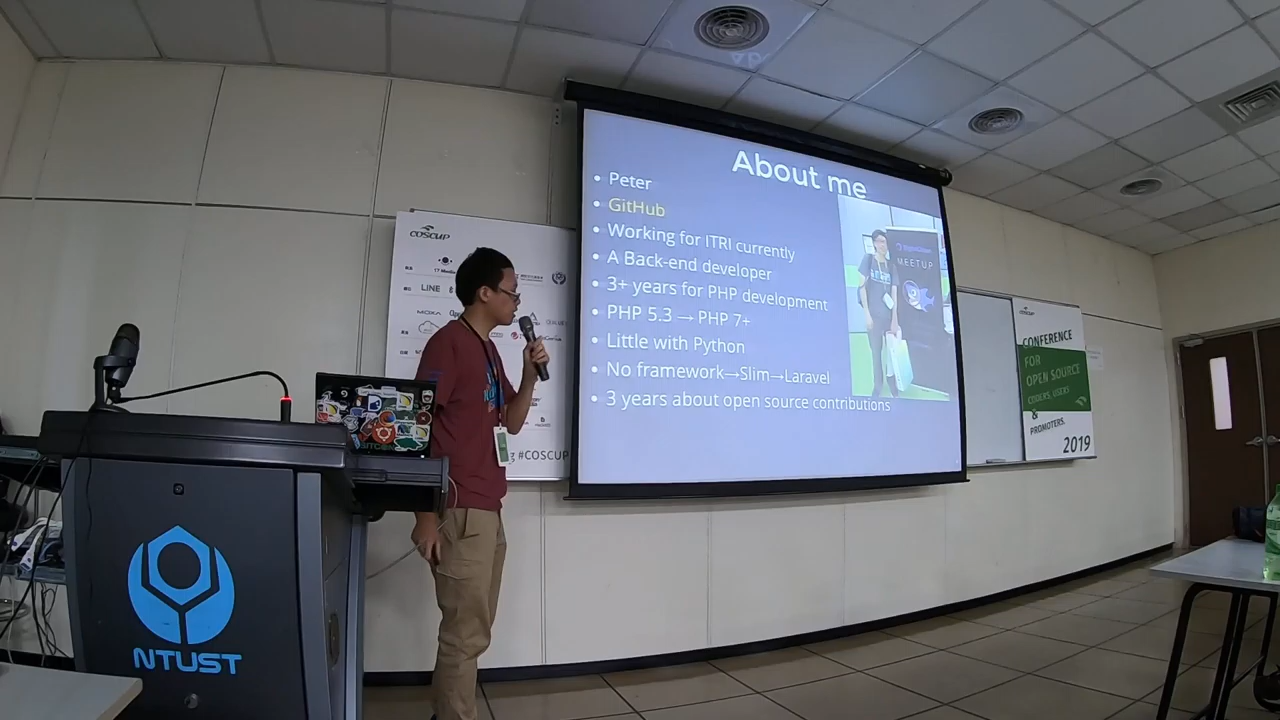 About me
• Peter
• GitHub
• Working for ITRI currently
• A Back-end developer
• 3+ years for PHP development
• PHP 5.3 → PHP 7+
• Little with Python
• No framework→Slim→Laravel
• 3 years about open source contributions
MEETUP
COSCUP
LINE
MOXA
#COSCUP
CONFERENCE
FOR
OPEN SOURCE
CODERS, USERS
&
PROMOTERS.
2019
NTUST